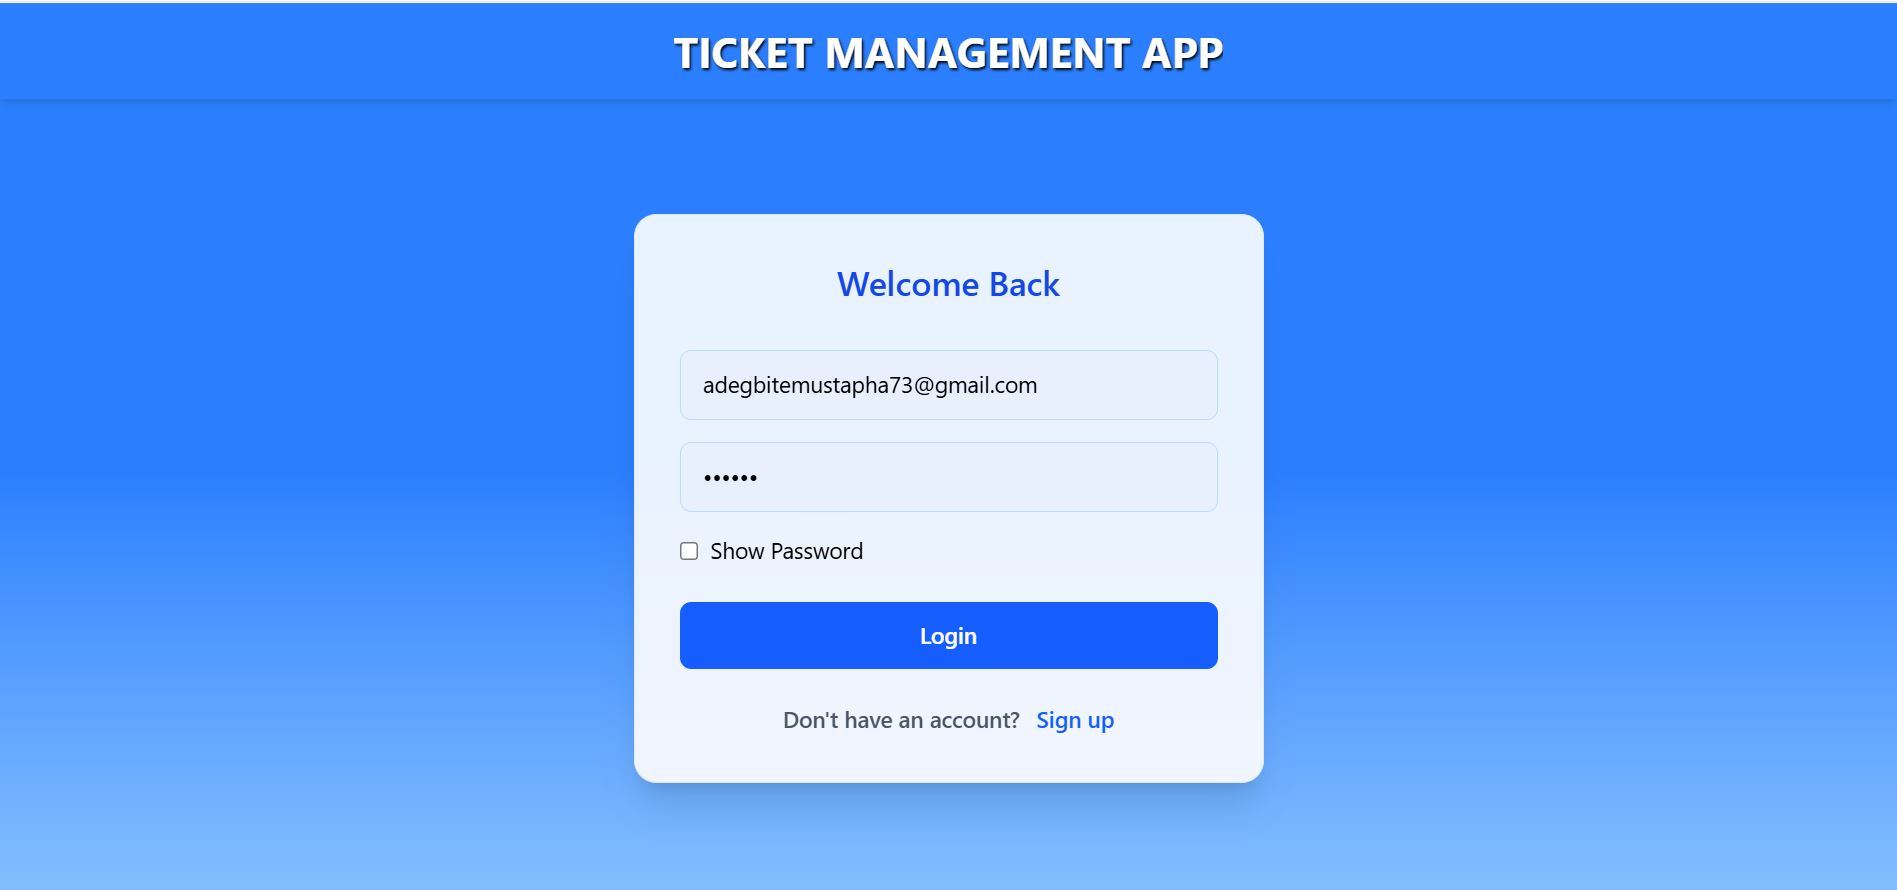 TICKET MANAGEMENT APP
Welcome Back
adegbitemustapha73@gmail.com
••••••
Show Password
Login
Don't have an account? Sign up